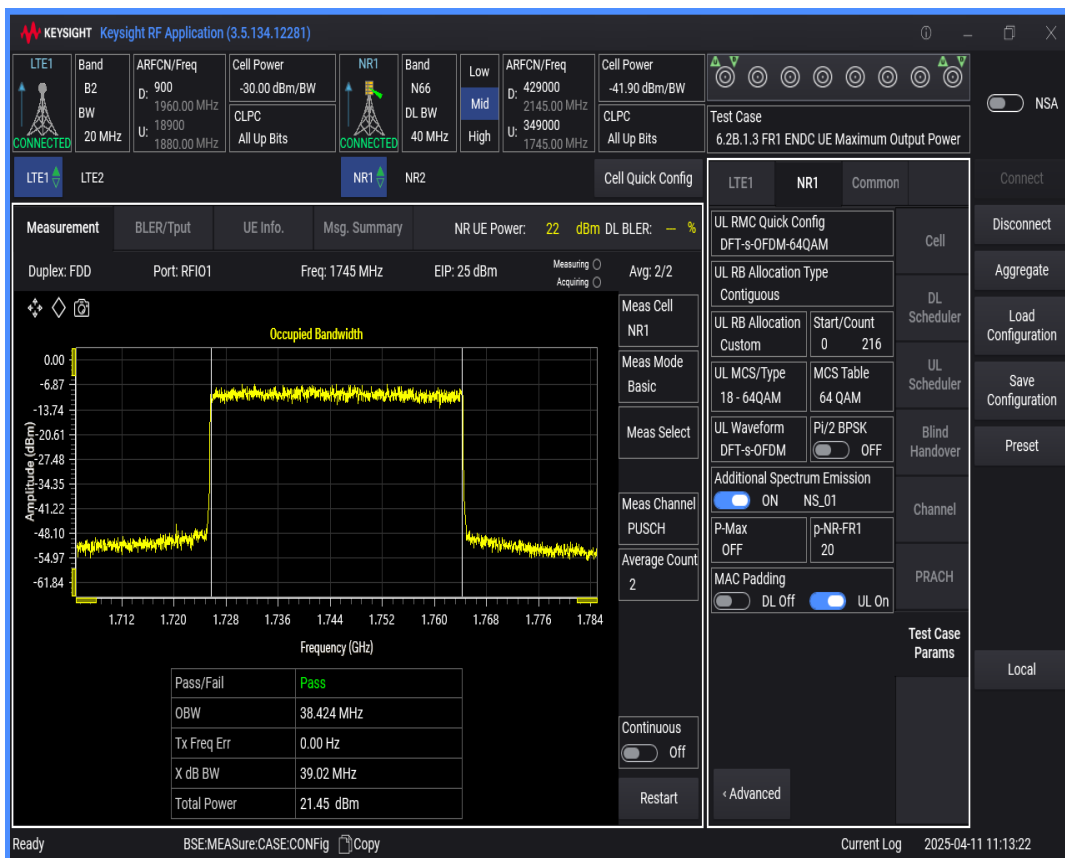 KEYSIGHT Keysight RF Application (3.5.134.12281)
LTE1 Band ARFCN/Freq Cell Power NR1 Band Low ARFCN/Freq Cell Power
B2 D: 900 -30.00 dBm/BW N66 D: 429000 -41.90 dBm/BW
1960.00 MHz Mid 2145.00 MHz
BW U: 18900 CLPC DL BW U: 349000 CLPC
CONNECTED 20 MHz 1880.00 MHz All Up Bits CONNECTED 40 MHz High 1745.00 MHz All Up Bits
NSA
Test Case
6.2B.1.3 FR1 ENDC UE Maximum Output Power
LTE1 LTE2 NR1 NR2 Cell Quick Config
Measurement BLER/Tput UE Info. Msg. Summary NR UE Power: 22 dBm DL BLER: — %
Duplex: FDD Port: RFIO1 Freq: 1745 MHz EIP: 25 dBm Measuring Avg: 2/2
Acquiring
Occupied Bandwidth
Amplitude (dBm)
0.00
-6.87
-13.74
-20.61
-27.48
-34.35
-41.22
-48.10
-54.97
-61.84
1.712 1.720 1.728 1.736 1.744 1.752 1.760 1.768 1.776 1.784
Frequency (GHz)
Pass/Fail Pass
OBW 38.424 MHz
Tx Freq Err 0.00 Hz
X dB BW 39.02 MHz
Total Power 21.45 dBm
Meas Cell
NR1
Meas Mode
Basic
Meas Select
Meas Channel
PUSCH
Average Count
2
Continuous
Off
Restart
LTE1 NR1 Common
UL RMC Quick Config
DFT-s-OFDM-64QAM
UL RB Allocation Type
Contiguous
UL RB Allocation Start/Count
Custom 0 216
UL MCS/Type MCS Table
18 - 64QAM 64 QAM
UL Waveform Pi/2 BPSK
DFT-s-OFDM OFF
Additional Spectrum Emission
ON NS_01
P-Max p-NR-FR1
OFF 20
MAC Padding
DL Off UL On
‹ Advanced
Cell
DL
Scheduler
UL
Scheduler
Blind
Handover
Channel
PRACH
Test Case
Params
Connect
Disconnect
Aggregate
Load
Configuration
Save
Configuration
Preset
Local
Ready BSE:MEASure:CASE:CONFig Copy Current Log 2025-04-11 11:13:22